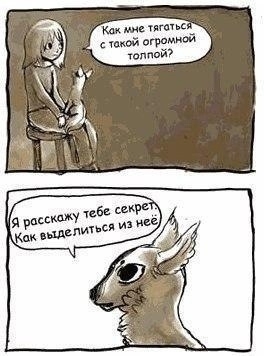 Как мне тягаться
с такой огромной
толпой?
Я расскажу тебе секрет.
Как выделиться из неё